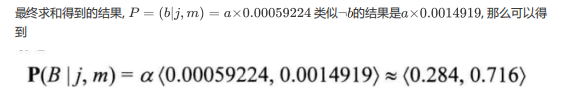 最终求和得到的结果, P = (b|j, m) = a×0.00059224 类似¬b的结果是a×0.0014919, 那么可以得
到
P(B | j, m) = α ⟨0.00059224, 0.0014919⟩ ≈ ⟨0.284, 0.716⟩